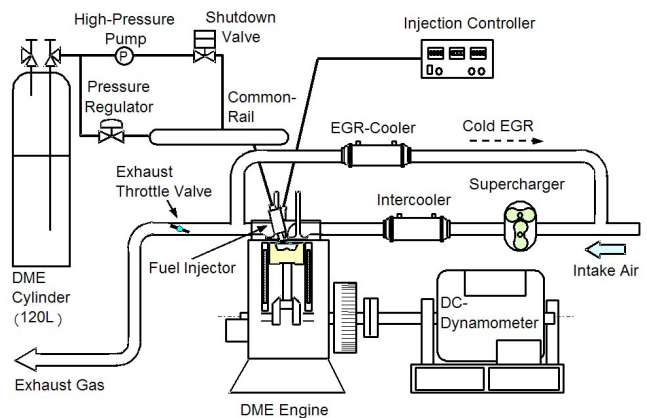 High-Pressure
Pump
Shutdown
Valve
Injection Controller
P
Pressure
Regulator
Common-
Rail
EGR-Cooler
Cold EGR
Exhaust
Throttle Valve
Intercooler
Supercharger
Fuel Injector
Intake Air
DME
Cylinder
(120L)
DC-
Dynamometer
Exhaust Gas
DME Engine